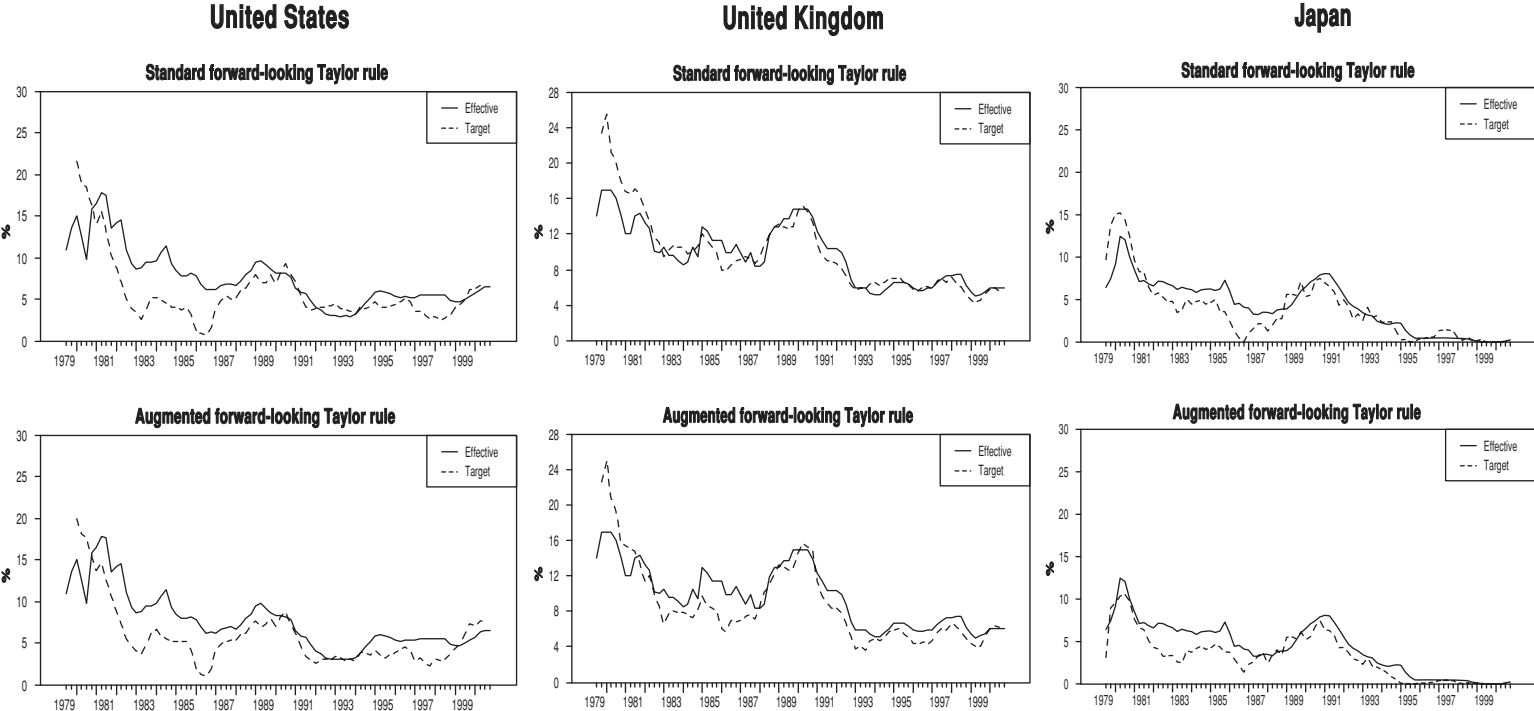 United States
United Kingdom
Japan
Standard forward-looking Taylor rule
Standard forward-looking Taylor rule
Standard forward-looking Taylor rule
%
30
25
20
15
10
5
0
Effective
Target
1979 1981 1983 1985 1987 1989 1991 1993 1995 1997 1999
%
28
24
20
16
12
8
4
0
Effective
Target
1979 1981 1983 1985 1987 1989 1991 1993 1995 1997 1999
%
30
25
20
15
10
5
0
Effective
Target
1979 1981 1983 1985 1987 1989 1991 1993 1995 1997 1999
Augmented forward-looking Taylor rule
Augmented forward-looking Taylor rule
Augmented forward-looking Taylor rule
%
30
25
20
15
10
5
0
Effective
Target
1979 1981 1983 1985 1987 1989 1991 1993 1995 1997 1999
%
28
24
20
16
12
8
4
0
Effective
Target
1979 1981 1983 1985 1987 1989 1991 1993 1995 1997 1999
%
30
25
20
15
10
5
0
Effective
Target
1979 1981 1983 1985 1987 1989 1991 1993 1995 1997 1999